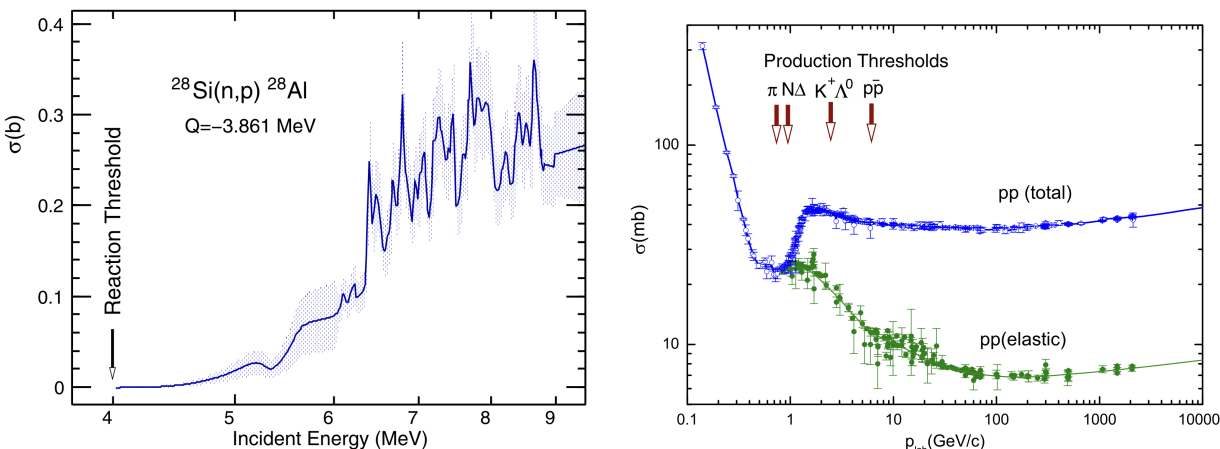 0.4
0.3
0.2
0.1
0
σ(b)
²⁸Si(n,p) ²⁸Al
Q=−3.861 MeV
Reaction Threshold
4 5 6 7 8 9
Incident Energy (MeV)
σ(mb)
100
10
Production Thresholds
π NΔ K⁺Λ⁰ pp̅
pp (total)
pp(elastic)
0.1 1 10 100 1000 10000
p_lab(GeV/c)